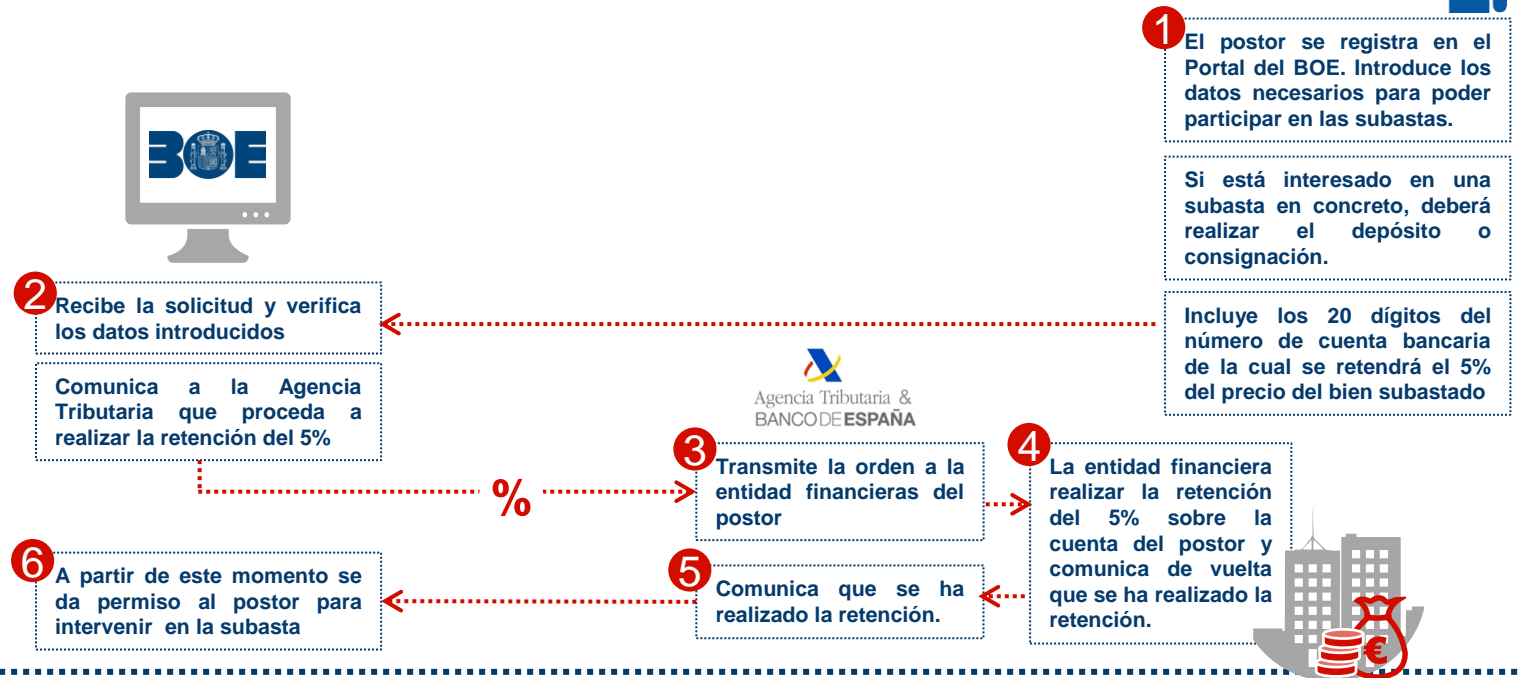 1
El postor se registra en el
Portal del BOE. Introduce los
datos necesarios para poder
participar en las subastas.
Si está interesado en una
subasta en concreto, deberá
realizar el depósito o
consignación.
Incluye los 20 dígitos del
número de cuenta bancaria
de la cual se retendrá el 5%
del precio del bien subastado
BOE
2
Recibe la solicitud y verifica
los datos introducidos
Comunica a la Agencia
Tributaria que proceda a
realizar la retención del 5%
%
Agencia Tributaria &
BANCO DE ESPAÑA
3
Transmite la orden a la
entidad financieras del
postor
4
La entidad financiera
realizar la retención
del 5% sobre la
cuenta del postor y
comunica de vuelta
que se ha realizado la
retención.
5
Comunica que se ha
realizado la retención.
6
A partir de este momento se
da permiso al postor para
intervenir en la subasta
€